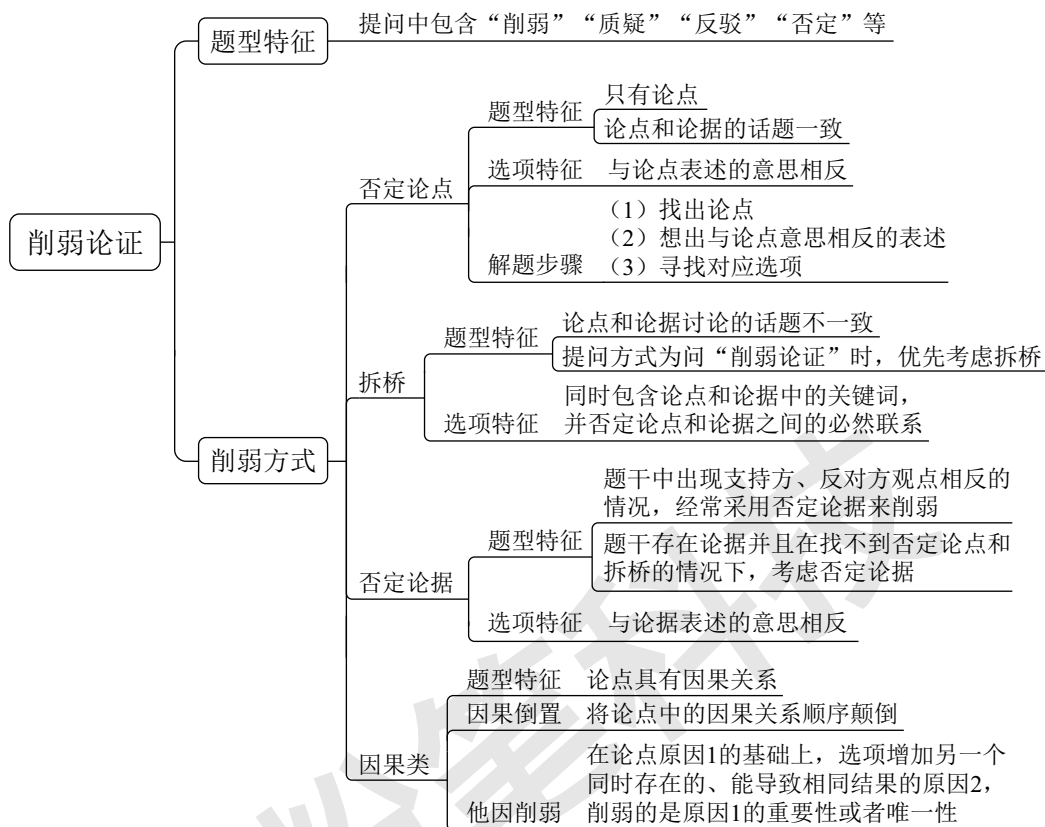 削弱论证
题型特征
提问中包含“削弱”“质疑”“反驳”“否定”等
削弱方式
否定论点
题型特征
只有论点
论点和论据的话题一致
选项特征
与论点表述的意思相反
解题步骤
（1）找出论点
（2）想出与论点意思相反的表述
（3）寻找对应选项
拆桥
题型特征
论点和论据讨论的话题不一致
提问方式为问“削弱论证”时，优先考虑拆桥
选项特征
同时包含论点和论据中的关键词，
并否定论点和论据之间的必然联系
否定论据
题型特征
题干中出现支持方、反对方观点相反的
情况，经常采用否定论据来削弱
题干存在论据并且在找不到否定论点和
拆桥的情况下，考虑否定论据
选项特征
与论据表述的意思相反
因果类
题型特征
论点具有因果关系
因果倒置
将论点中的因果关系顺序颠倒
他因削弱
在论点原因1的基础上，选项增加另一个
同时存在的、能导致相同结果的原因2，
削弱的是原因1的重要性或者唯一性
粉笔科技